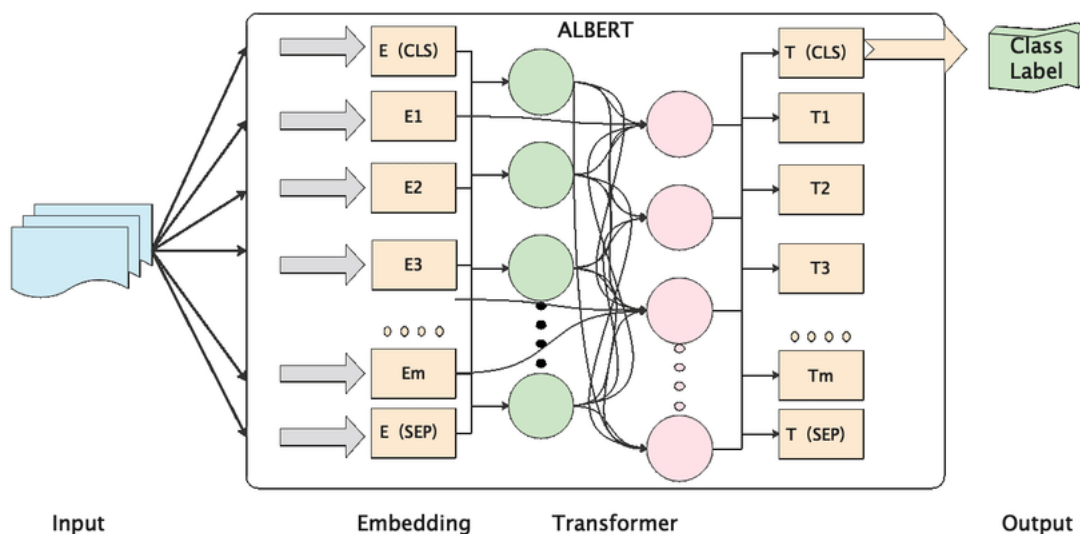 ALBERT
E (CLS)
E1
E2
E3
Em
E (SEP)
T (CLS)
T1
T2
T3
Tm
T (SEP)
Class
Label
Input
Embedding
Transformer
Output